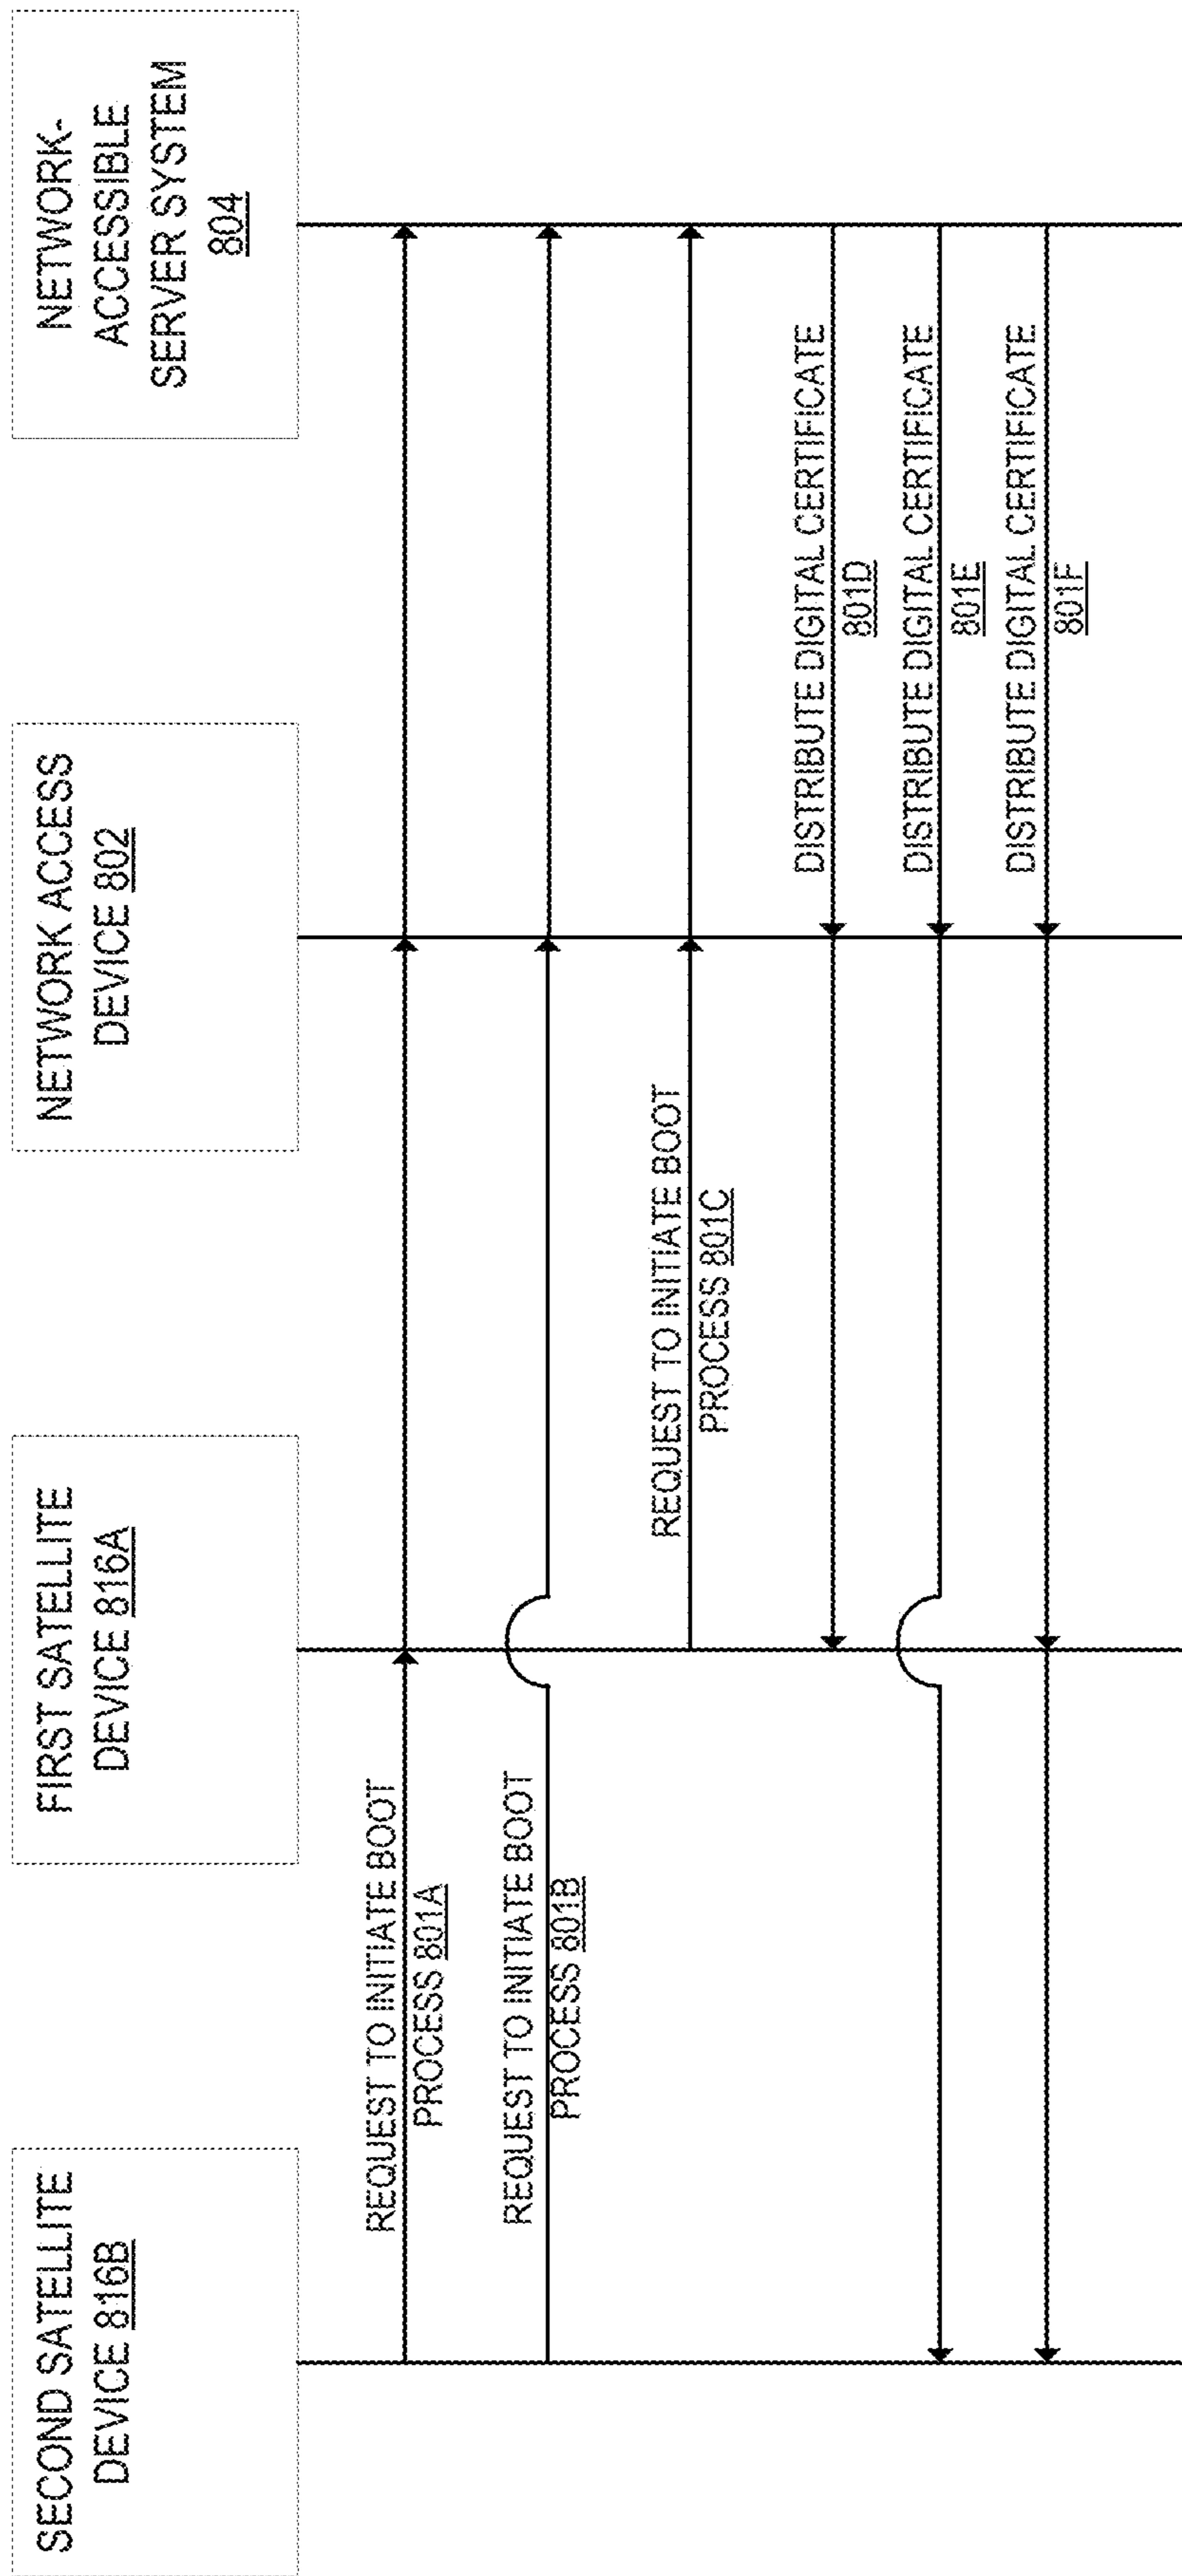 SECOND SATELLITE
DEVICE 816B
FIRST SATELLITE
DEVICE 816A
NETWORK ACCESS
DEVICE 802
NETWORK-
ACCESSIBLE
SERVER SYSTEM
804
REQUEST TO INITIATE BOOT
PROCESS 801A
REQUEST TO INITIATE BOOT
PROCESS 801B
REQUEST TO INITIATE BOOT
PROCESS 801C
DISTRIBUTE DIGITAL CERTIFICATE
801D
DISTRIBUTE DIGITAL CERTIFICATE
801E
DISTRIBUTE DIGITAL CERTIFICATE
801F